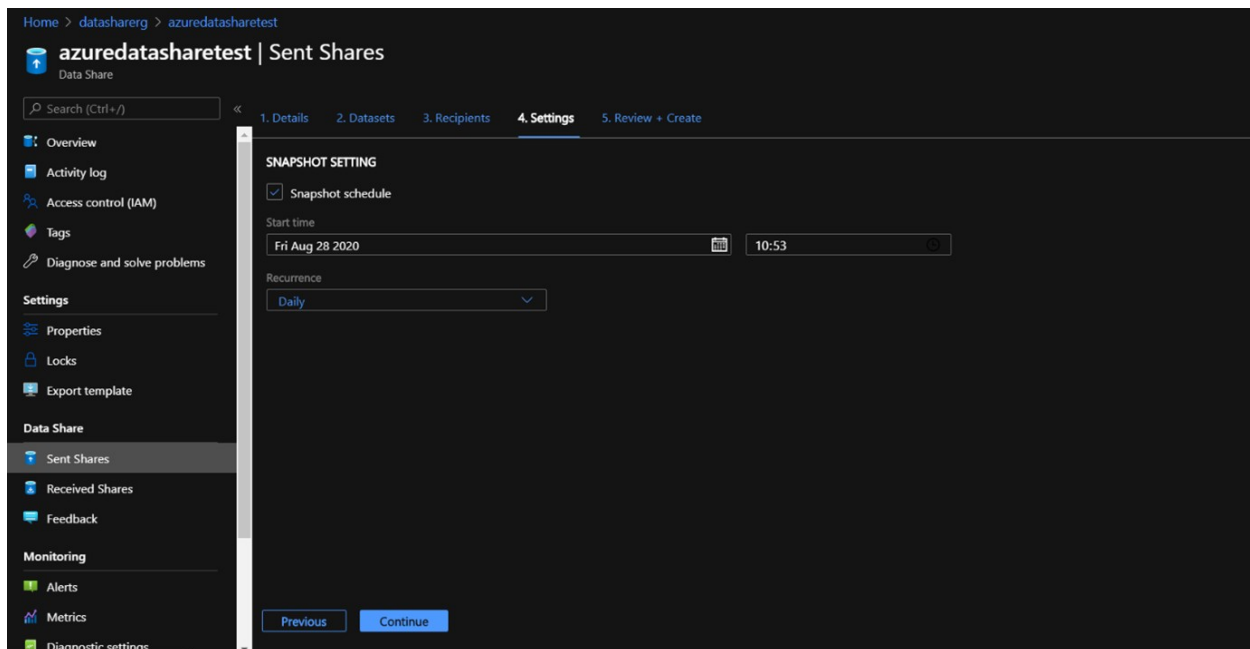 Home > datasharerg > azuredatasharetest
azuredatasharetest | Sent Shares
Data Share
Search (Ctrl+/)
«
Overview
Activity log
Access control (IAM)
Tags
Diagnose and solve problems
Settings
Properties
Locks
Export template
Data Share
Sent Shares
Received Shares
Feedback
Monitoring
Alerts
Metrics
Diagnostic settings
1. Details 2. Datasets 3. Recipients 4. Settings 5. Review + Create
SNAPSHOT SETTING
Snapshot schedule
Start time
Fri Aug 28 2020 10:53
Recurrence
Daily
Previous Continue